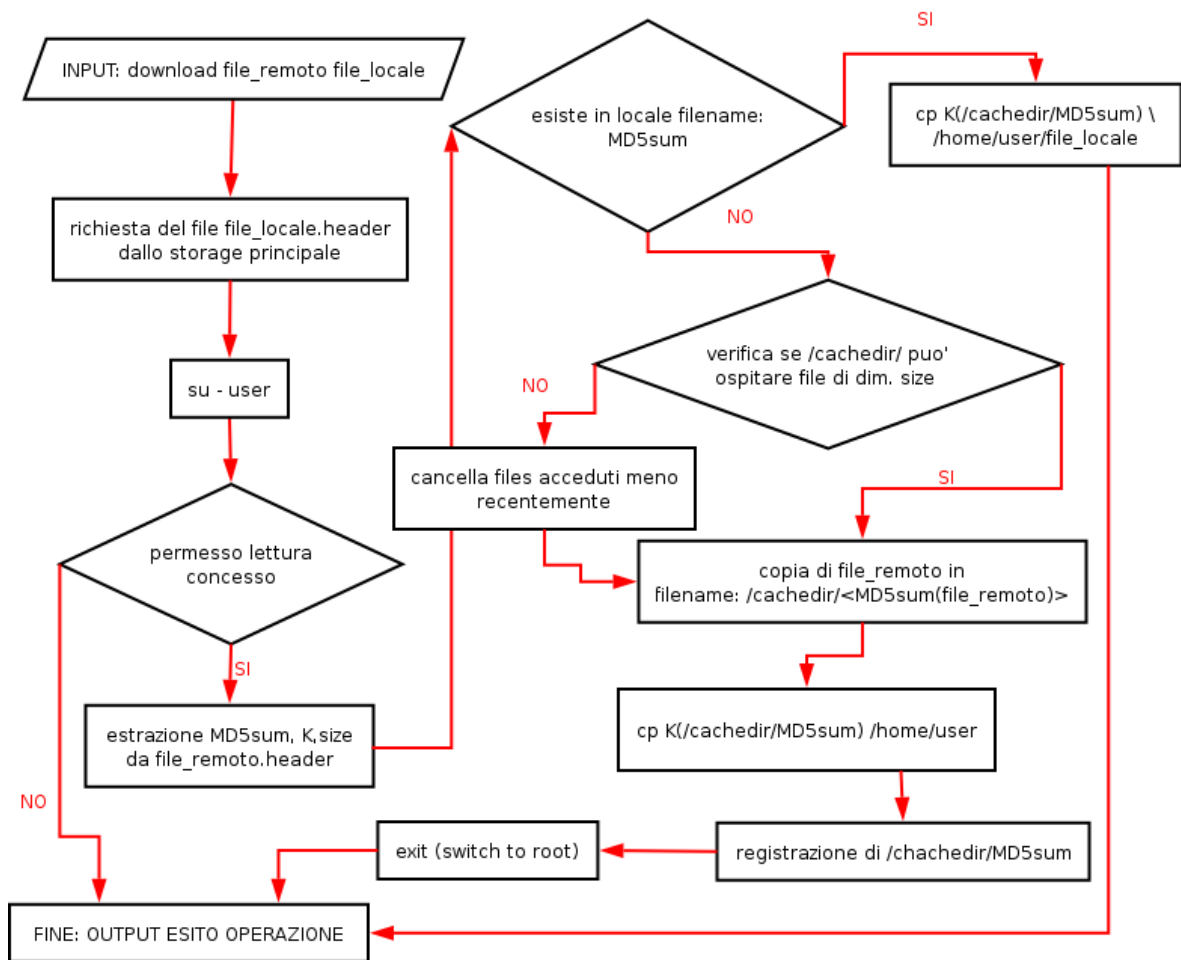 INPUT: download file_remoto file_locale
richiesta del file file_locale.header
dallo storage principale
su - user
permesso lettura
concesso
SI
estrazione MD5sum, K,size
da file_remoto.header
NO
esiste in locale filename:
MD5sum
SI
cp K(/cachedir/MD5sum) \
/home/user/file_locale
NO
verifica se /cachedir/ puo'
ospitare file di dim. size
NO
cancella files acceduti meno
recentemente
SI
copia di file_remoto in
filename: /cachedir/<MD5sum(file_remoto)>
cp K(/cachedir/MD5sum) /home/user
registrazione di /chachedir/MD5sum
exit (switch to root)
FINE: OUTPUT ESITO OPERAZIONE